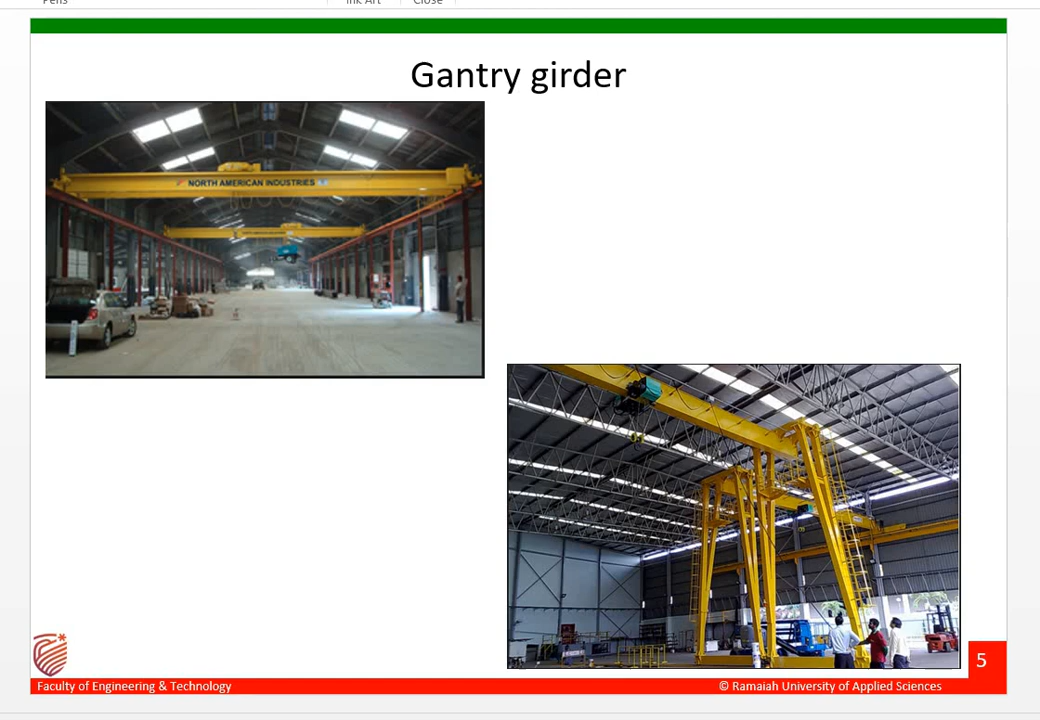 Pens Ink Art Close
Gantry girder
NORTH AMERICAN INDUSTRIES
5
Faculty of Engineering & Technology
© Ramaiah University of Applied Sciences